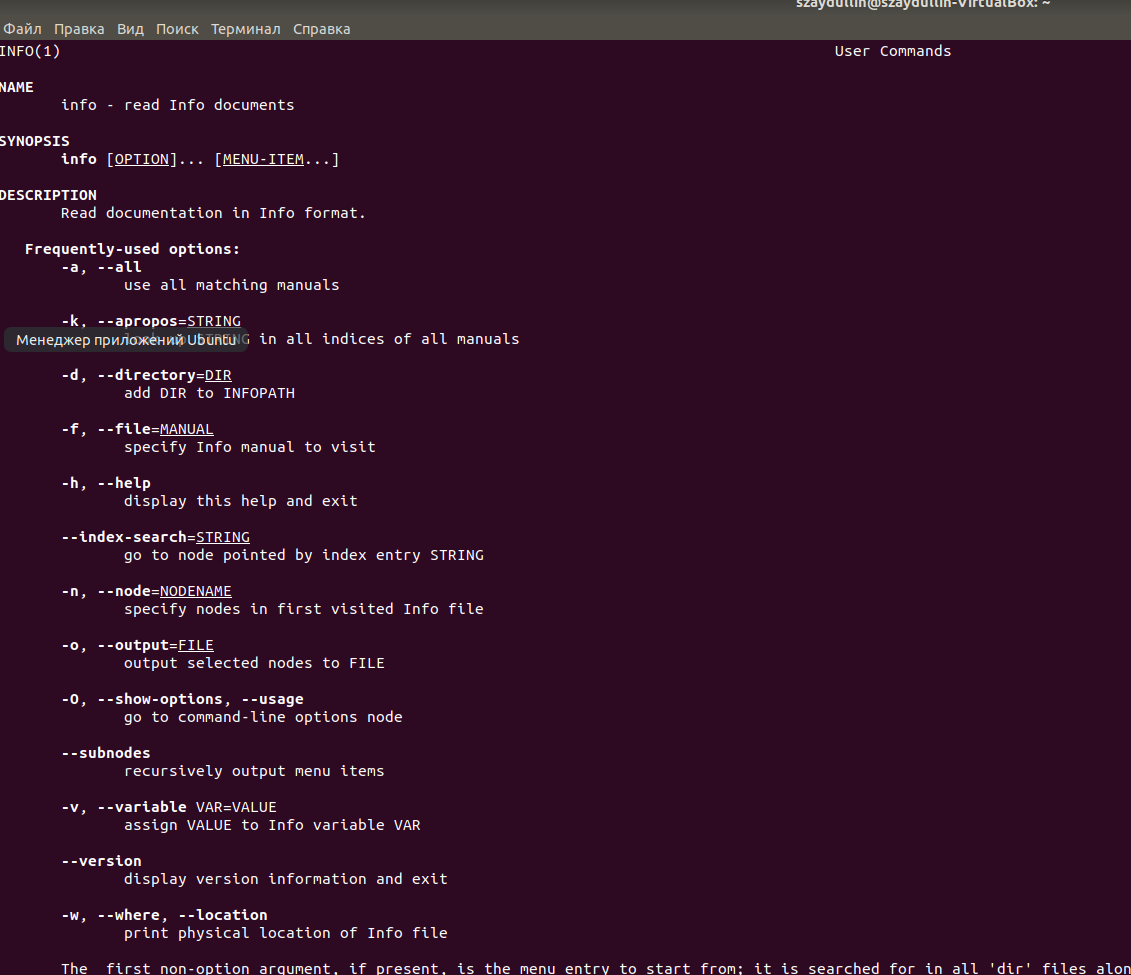 szaydullin@szaydullin-VirtualBox: ~
Файл Правка Вид Поиск Терминал Справка
INFO(1) User Commands
NAME
info - read Info documents
SYNOPSIS
info [OPTION]... [MENU-ITEM...]
DESCRIPTION
Read documentation in Info format.
Frequently-used options:
-a, --all
use all matching manuals
-k, --apropos=STRING
Менеджер приложений Ubuntu
look up STRING in all indices of all manuals
-d, --directory=DIR
add DIR to INFOPATH
-f, --file=MANUAL
specify Info manual to visit
-h, --help
display this help and exit
--index-search=STRING
go to node pointed by index entry STRING
-n, --node=NODENAME
specify nodes in first visited Info file
-o, --output=FILE
output selected nodes to FILE
-O, --show-options, --usage
go to command-line options node
--subnodes
recursively output menu items
-v, --variable VAR=VALUE
assign VALUE to Info variable VAR
--version
display version information and exit
-w, --where, --location
print physical location of Info file
The first non-option argument, if present, is the menu entry to start from; it is searched for in all 'dir' files alon